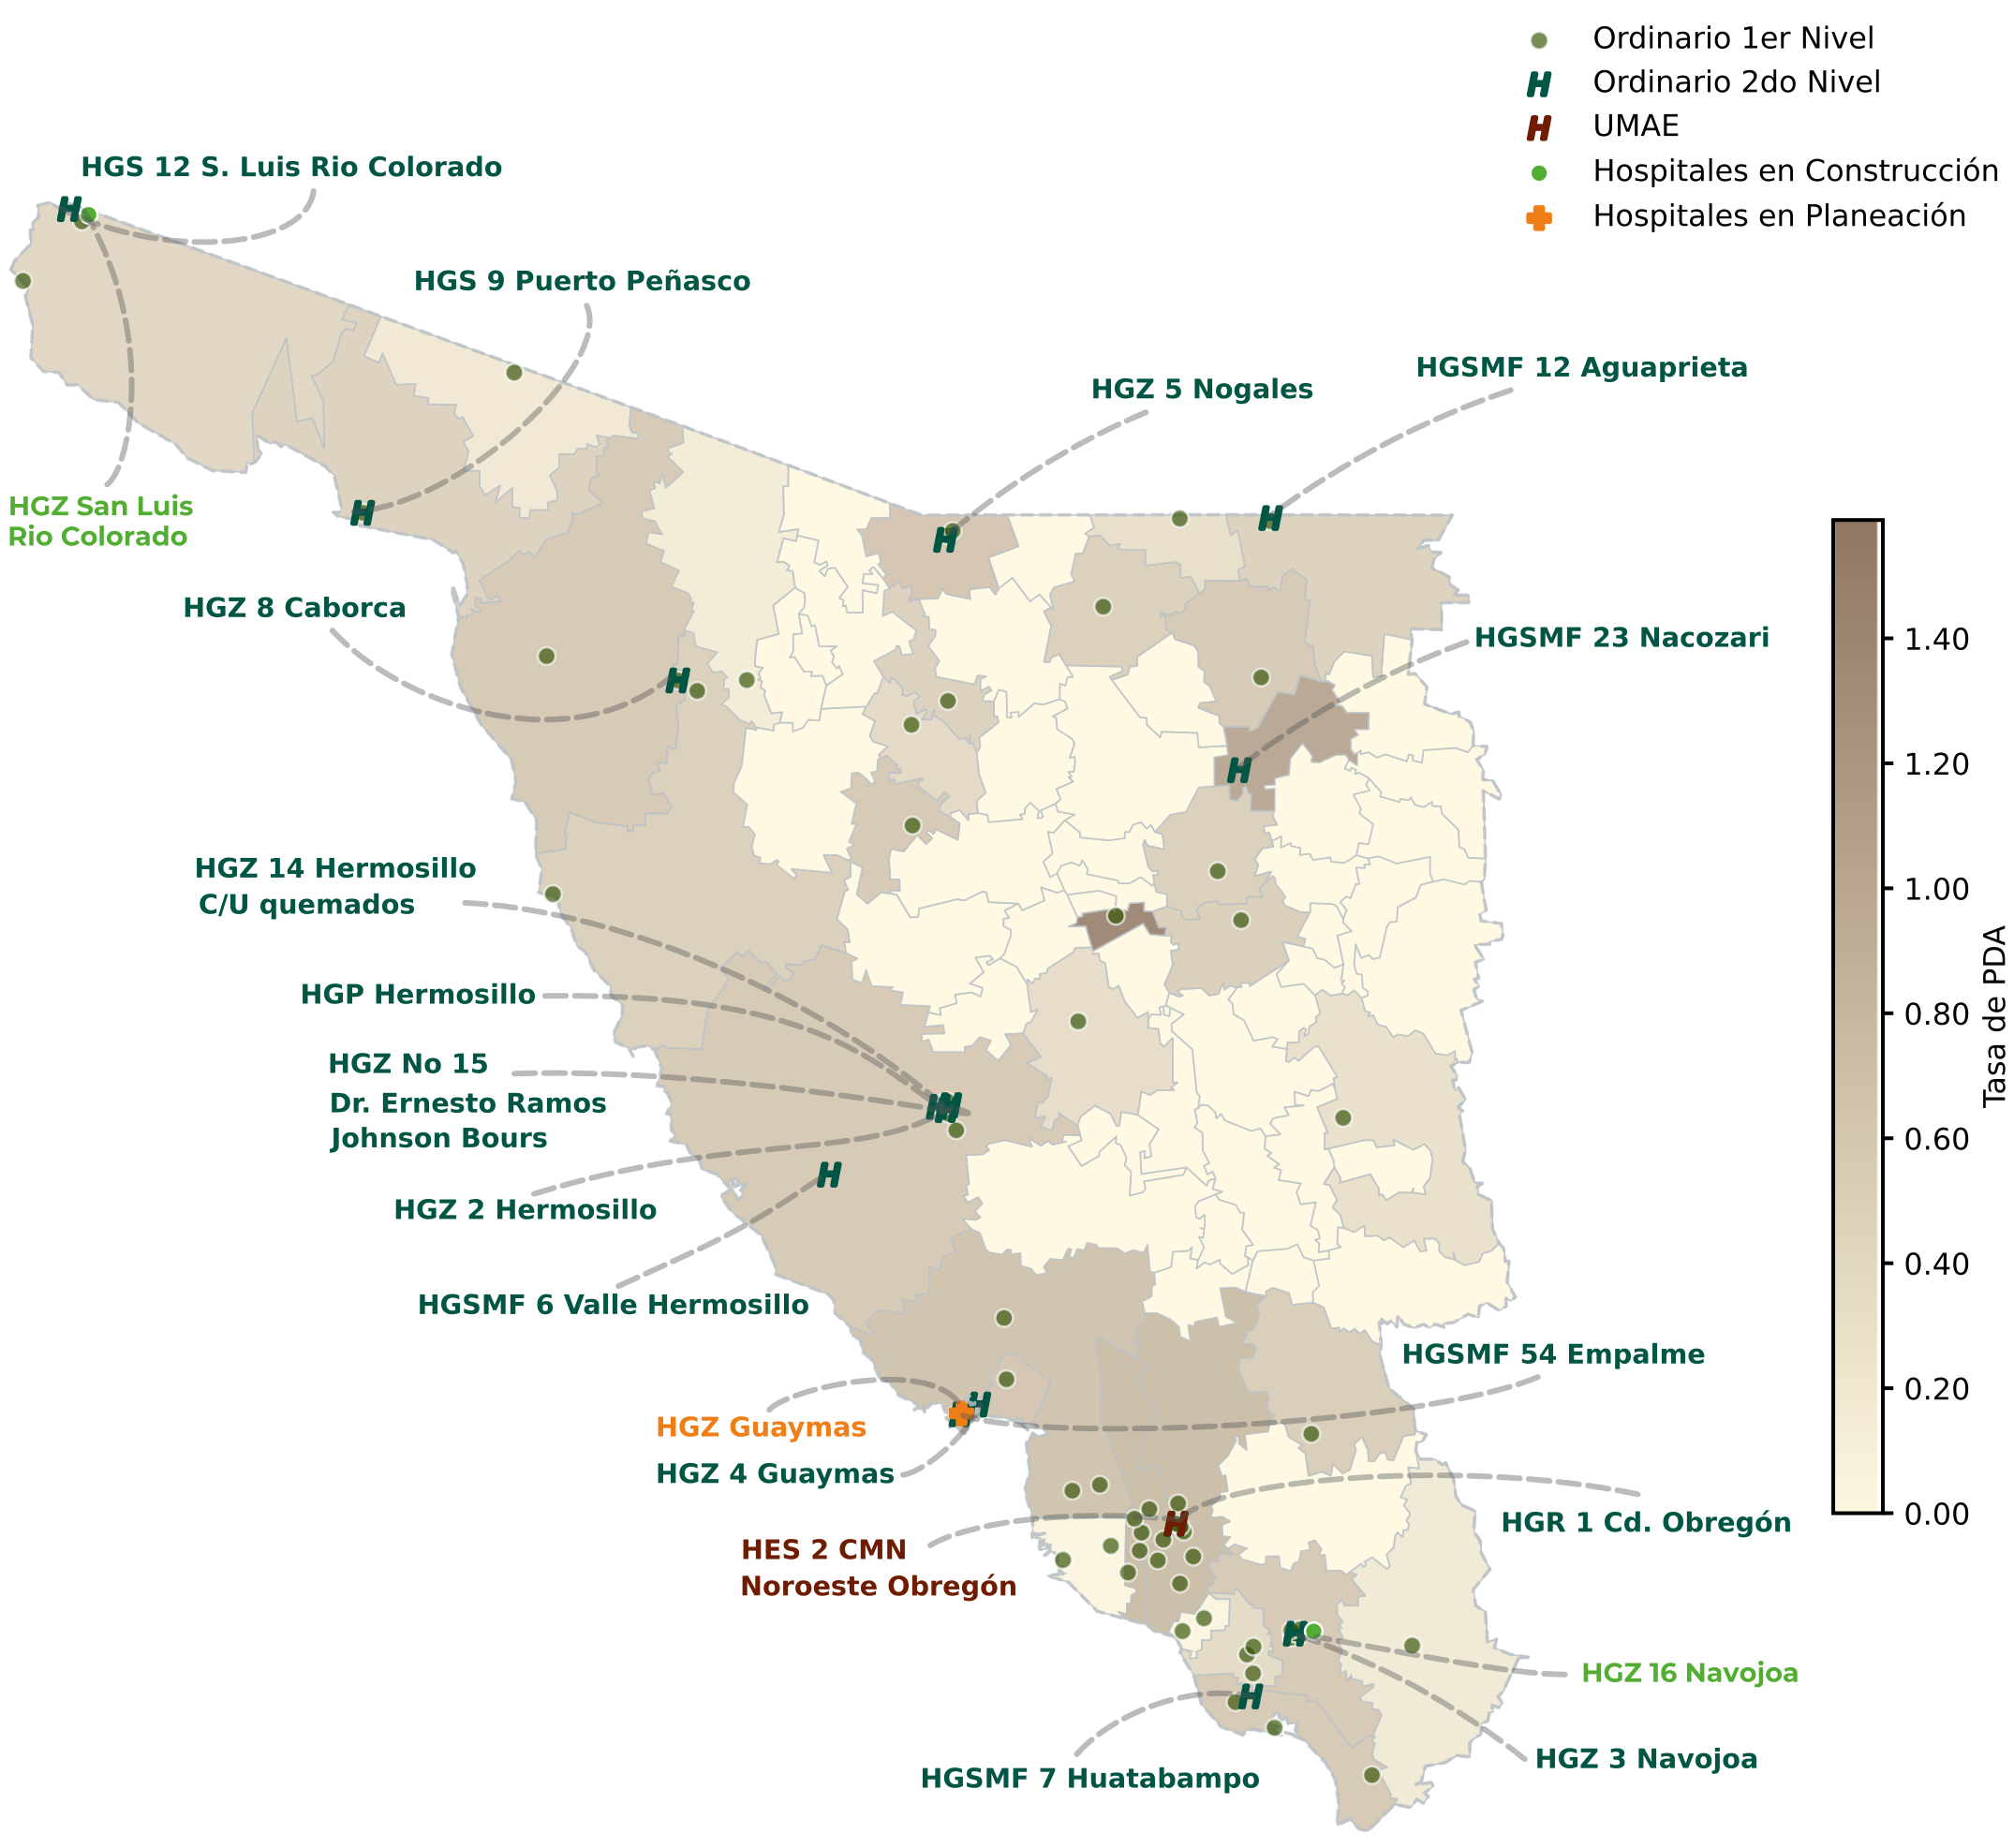 Ordinario 1er Nivel
Ordinario 2do Nivel
UMAE
Hospitales en Construcción
Hospitales en Planeación
HGS 12 S. Luis Rio Colorado
HGS 9 Puerto Peñasco
HGSMF 12 Aguaprieta
HGZ 5 Nogales
HGZ San Luis
Rio Colorado
HGZ 8 Caborca
HGSMF 23 Nacozari
HGZ 14 Hermosillo
C/U quemados
HGP Hermosillo
HGZ No 15
Dr. Ernesto Ramos
Johnson Bours
HGZ 2 Hermosillo
HGSMF 6 Valle Hermosillo
HGSMF 54 Empalme
HGZ Guaymas
HGZ 4 Guaymas
HGR 1 Cd. Obregón
HES 2 CMN
Noroeste Obregón
HGZ 16 Navojoa
HGZ 3 Navojoa
HGSMF 7 Huatabampo
1.40
1.20
1.00
0.80
0.60
0.40
0.20
0.00
Tasa de PDA